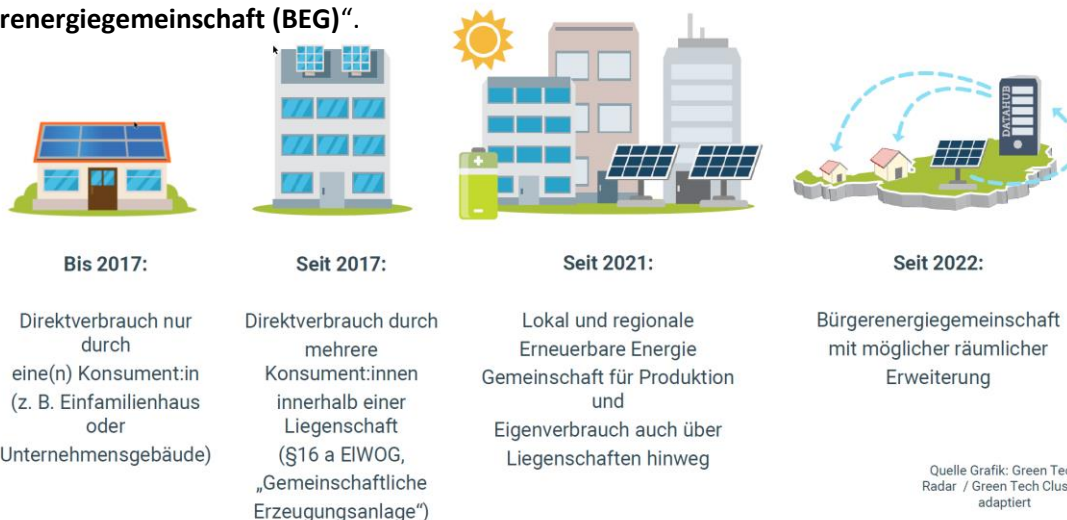 renergiegemeinschaft (BEG)“.
DATAHUB
Bis 2017:
Direktverbrauch nur
durch
eine(n) Konsument:in
(z. B. Einfamilienhaus
oder
Unternehmensgebäude)
Seit 2017:
Direktverbrauch durch
mehrere
Konsument:innen
innerhalb einer
Liegenschaft
(§16 a ElWOG,
„Gemeinschaftliche
Erzeugungsanlage“)
Seit 2021:
Lokal und regionale
Erneuerbare Energie
Gemeinschaft für Produktion
und
Eigenverbrauch auch über
Liegenschaften hinweg
Seit 2022:
Bürgerenergiegemeinschaft
mit möglicher räumlicher
Erweiterung
Quelle Grafik: Green Tec
Radar / Green Tech Clus
adaptiert